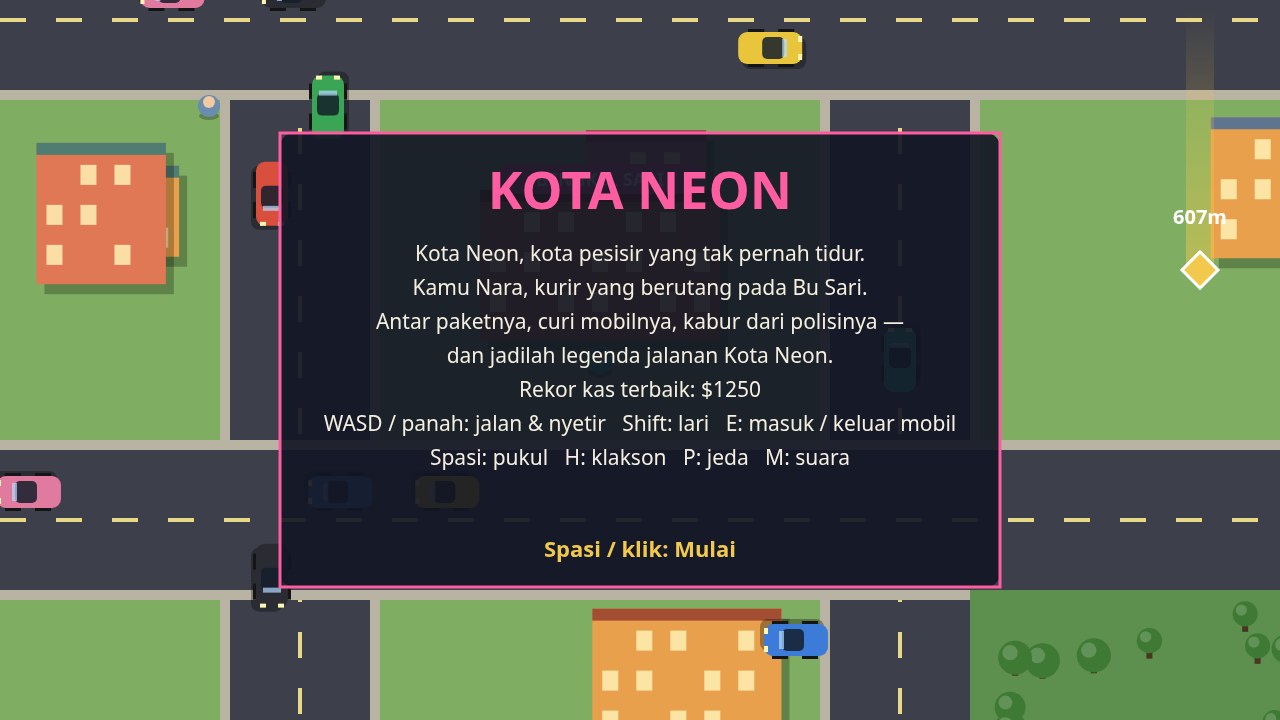 KOTA NEON
607m
Kota Neon, kota pesisir yang tak pernah tidur.
Kamu Nara, kurir yang berutang pada Bu Sari.
Antar paketnya, curi mobilnya, kabur dari polisinya —
dan jadilah legenda jalanan Kota Neon.
Rekor kas terbaik: $1250
WASD / panah: jalan & nyetir   Shift: lari   E: masuk / keluar mobil
Spasi: pukul   H: klakson   P: jeda   M: suara
Spasi / klik: Mulai